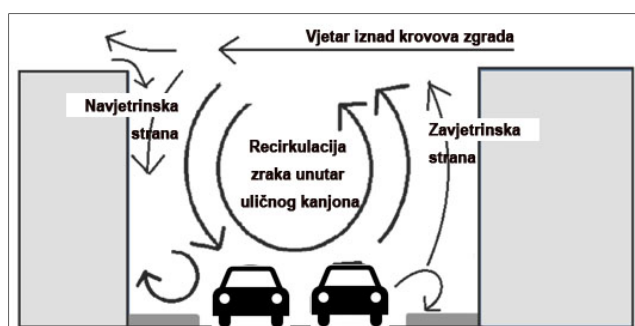 Vjetar iznad krovova zgrada
Navjetrinska
strana
Recirkulacija
zraka unutar
uličnog kanjona
Zavjetrinska
strana